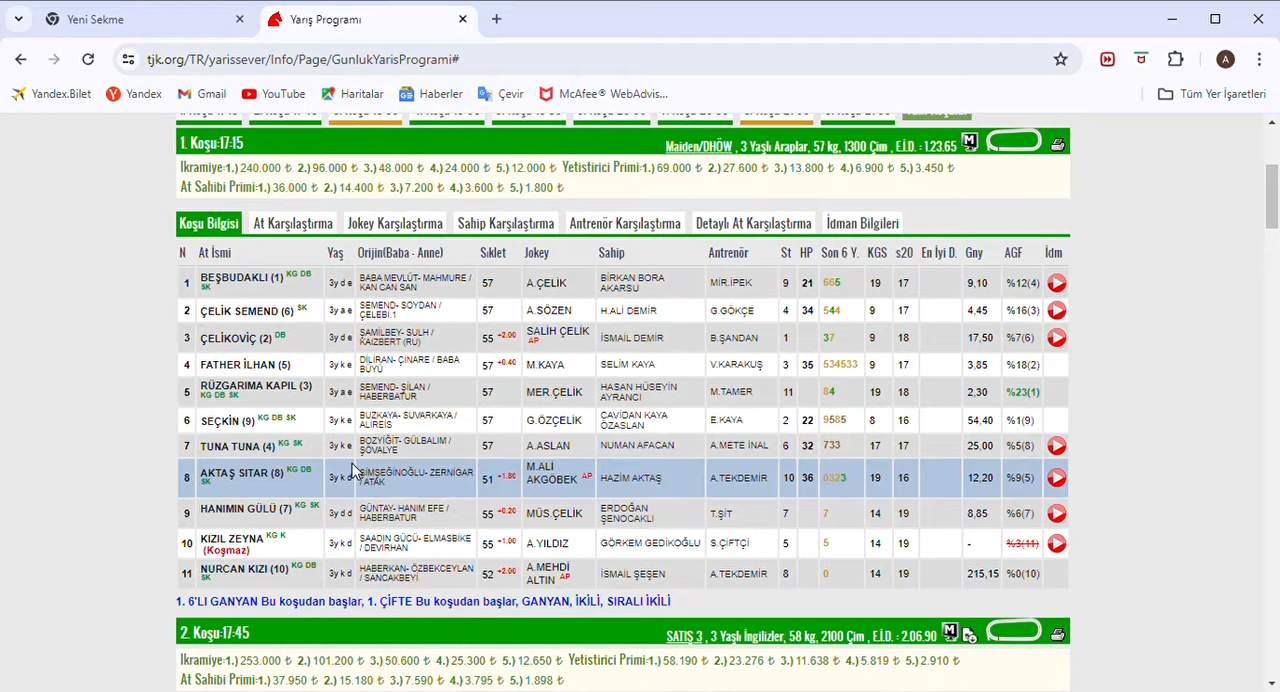 Yeni Sekme
Yarış Programı
tjk.org/TR/yarissever/Info/Page/GunlukYarisProgrami#
A
Yandex.Bilet Yandex Gmail YouTube Haritalar Haberler Çevir McAfee® WebAdvis... Tüm Yer İşaretleri
1. Koşu:17:15 Maiden/DHÖW , 3 Yaşlı Araplar, 57 kg, 1300 Çim , E.İ.D. : 1.23.65
İkramiye:1.) 240.000 ₺ 2.) 96.000 ₺ 3.) 48.000 ₺ 4.) 24.000 ₺ 5.) 12.000 ₺ Yetistirici Primi:1.) 69.000 ₺ 2.) 27.600 ₺ 3.) 13.800 ₺ 4.) 6.900 ₺ 5.) 3.450 ₺
At Sahibi Primi:1.) 36.000 ₺ 2.) 14.400 ₺ 3.) 7.200 ₺ 4.) 3.600 ₺ 5.) 1.800 ₺
Koşu Bilgisi At Karşılaştırma Jokey Karşılaştırma Sahip Karşılaştırma Antrenör Karşılaştırma Detaylı At Karşılaştırma İdman Bilgileri
N At İsmi Yaş Orijin(Baba - Anne) Sıklet Jokey Sahip Antrenör St HP Son 6 Y. KGS s20 En İyi D. Gny AGF İdm
1 BEŞBUDAKLI (1) KG DB SK 3y d e BABA MEVLÜT- MAHMURE / KAN CAN SAN 57 A.ÇELİK BİRKAN BORA AKARSU MİR.İPEK 9 21 665 19 17 9,10 %12(4)
2 ÇELİK SEMEND (6) SK 3y a e SEMEND- SOYDAN / ÇELEBİ.1 57 A.SÖZEN H.ALİ DEMİR G.GÖKÇE 4 34 544 9 17 4,45 %16(3)
3 ÇELİKOVİÇ (2) DB 3y d e SAMİLBEY- SULH / KAIZBERT (RU) 55 +2.00 SALİH ÇELİK AP İSMAİL DEMİR B.ŞANDAN 1 37 9 18 17,50 %7(6)
4 FATHER İLHAN (5) 3y k e DİLİRAN- ÇİNARE / BABA BÜYÜ 57 +0.40 M.KAYA SELİM KAYA V.KARAKUŞ 3 35 534533 9 17 3,85 %18(2)
5 RÜZGARIMA KAPIL (3) KG DB SK 3y a e SEMEND- ŞİLAN / HABERBATUR 57 MER.ÇELİK HASAN HÜSEYİN AYRANCI M.TAMER 11 84 19 18 2,30 %23(1)
6 SEÇKİN (9) KG DB SK 3y k e BUZKAYA- SUVARKAYA / ALİREİS 57 G.ÖZÇELİK ÇAVİDAN KAYA ÖZASLAN E.KAYA 2 22 9585 8 16 54,40 %1(9)
7 TUNA TUNA (4) KG SK 3y k e BOZYİĞİT- GÜLBALIM / ŞÖVALYE 57 A.ASLAN NUMAN AFACAN A.METE İNAL 6 32 733 17 17 25,00 %5(8)
8 AKTAŞ SITAR (8) KG DB SK 3y k d ŞİMŞEĞİNOĞLU- ZERNİGAR / ATAK 51 +1.80 M.ALİ AKGÖBEK AP HAZİM AKTAŞ A.TEKDEMİR 10 36 0323 19 16 12,20 %9(5)
9 HANIMIN GÜLÜ (7) KG SK 3y d d GÜNTAY- HANIM EFE / HABERBATUR 55 +0.20 MÜS.ÇELİK ERDOĞAN ŞENOCAKLI T.ŞİT 7 7 14 19 8,85 %6(7)
10 KIZIL ZEYNA KG K (Koşmaz) 3y k d SAADIN GÜCÜ- ELMASBİKE / DEVİRHAN 55 +1.00 A.YILDIZ GÖRKEM GEDİKOĞLU S.ÇİFTÇİ 5 5 14 19 - %3(11)
11 NURCAN KIZI (10) KG DB SK 3y k d HABERKAN- ÖZBEKCEYLAN / SANCAKBEYİ 52 +2.00 A.MEHDİ ALTIN AP İSMAİL ŞEŞEN A.TEKDEMİR 8 0 14 19 215,15 %0(10)
1. 6'LI GANYAN Bu koşudan başlar, 1. ÇİFTE Bu koşudan başlar, GANYAN, İKİLİ, SIRALI İKİLİ
2. Koşu:17:45 SATIŞ 3 , 3 Yaşlı İngilizler, 58 kg, 2100 Çim , E.İ.D. : 2.06.90
İkramiye:1.) 253.000 ₺ 2.) 101.200 ₺ 3.) 50.600 ₺ 4.) 25.300 ₺ 5.) 12.650 ₺ Yetistirici Primi:1.) 58.190 ₺ 2.) 23.276 ₺ 3.) 11.638 ₺ 4.) 5.819 ₺ 5.) 2.910 ₺
At Sahibi Primi:1.) 37.950 ₺ 2.) 15.180 ₺ 3.) 7.590 ₺ 4.) 3.795 ₺ 5.) 1.898 ₺